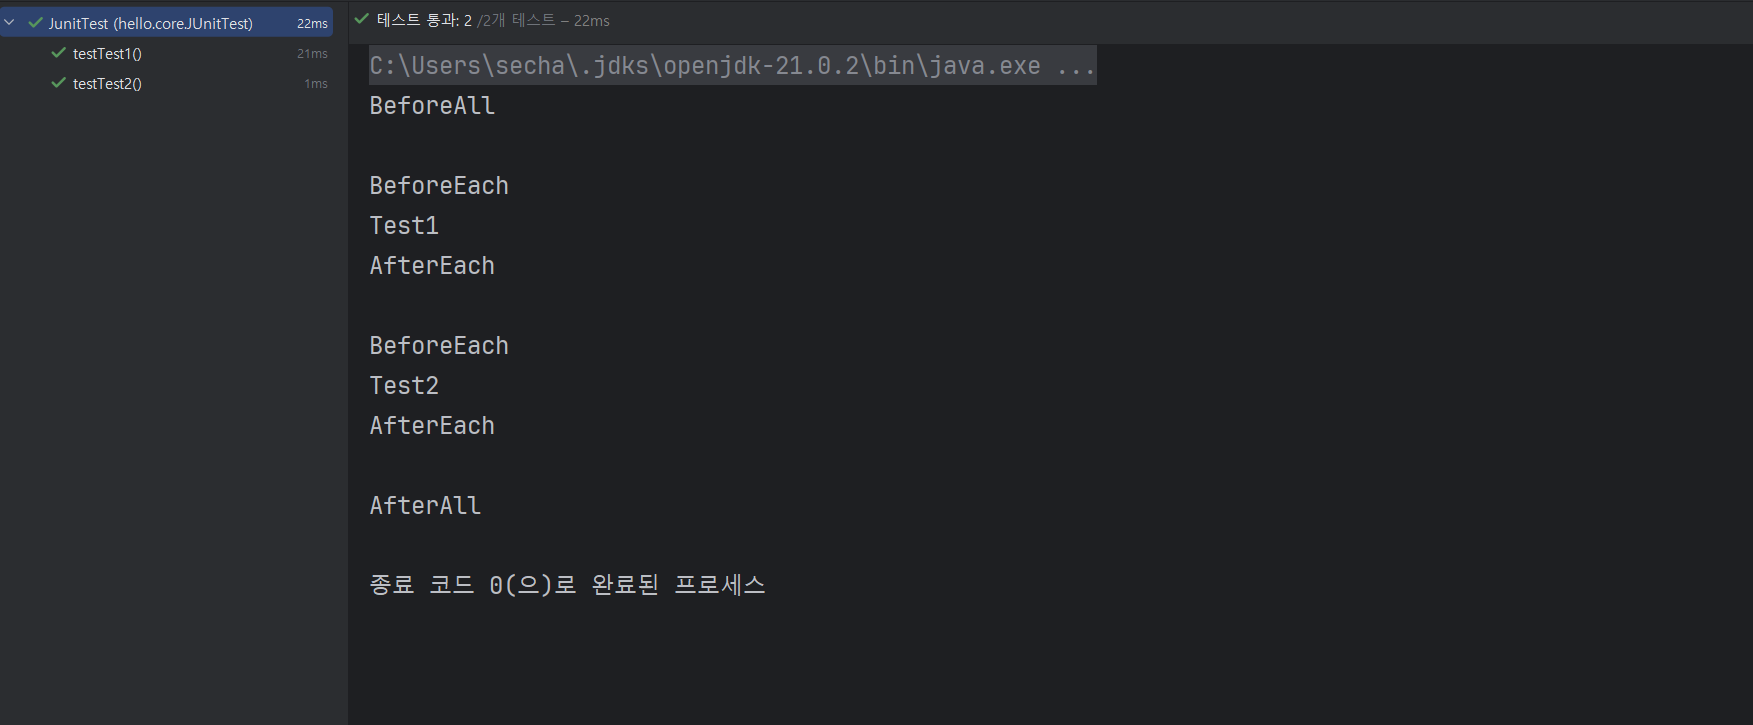 JunitTest (hello.core.JUnitTest) 22ms
testTest1() 21ms
testTest2() 1ms
테스트 통과: 2 /2개 테스트 – 22ms
C:\Users\secha\.jdks\openjdk-21.0.2\bin\java.exe ...
BeforeAll
BeforeEach
Test1
AfterEach
BeforeEach
Test2
AfterEach
AfterAll
종료 코드 0(으)로 완료된 프로세스